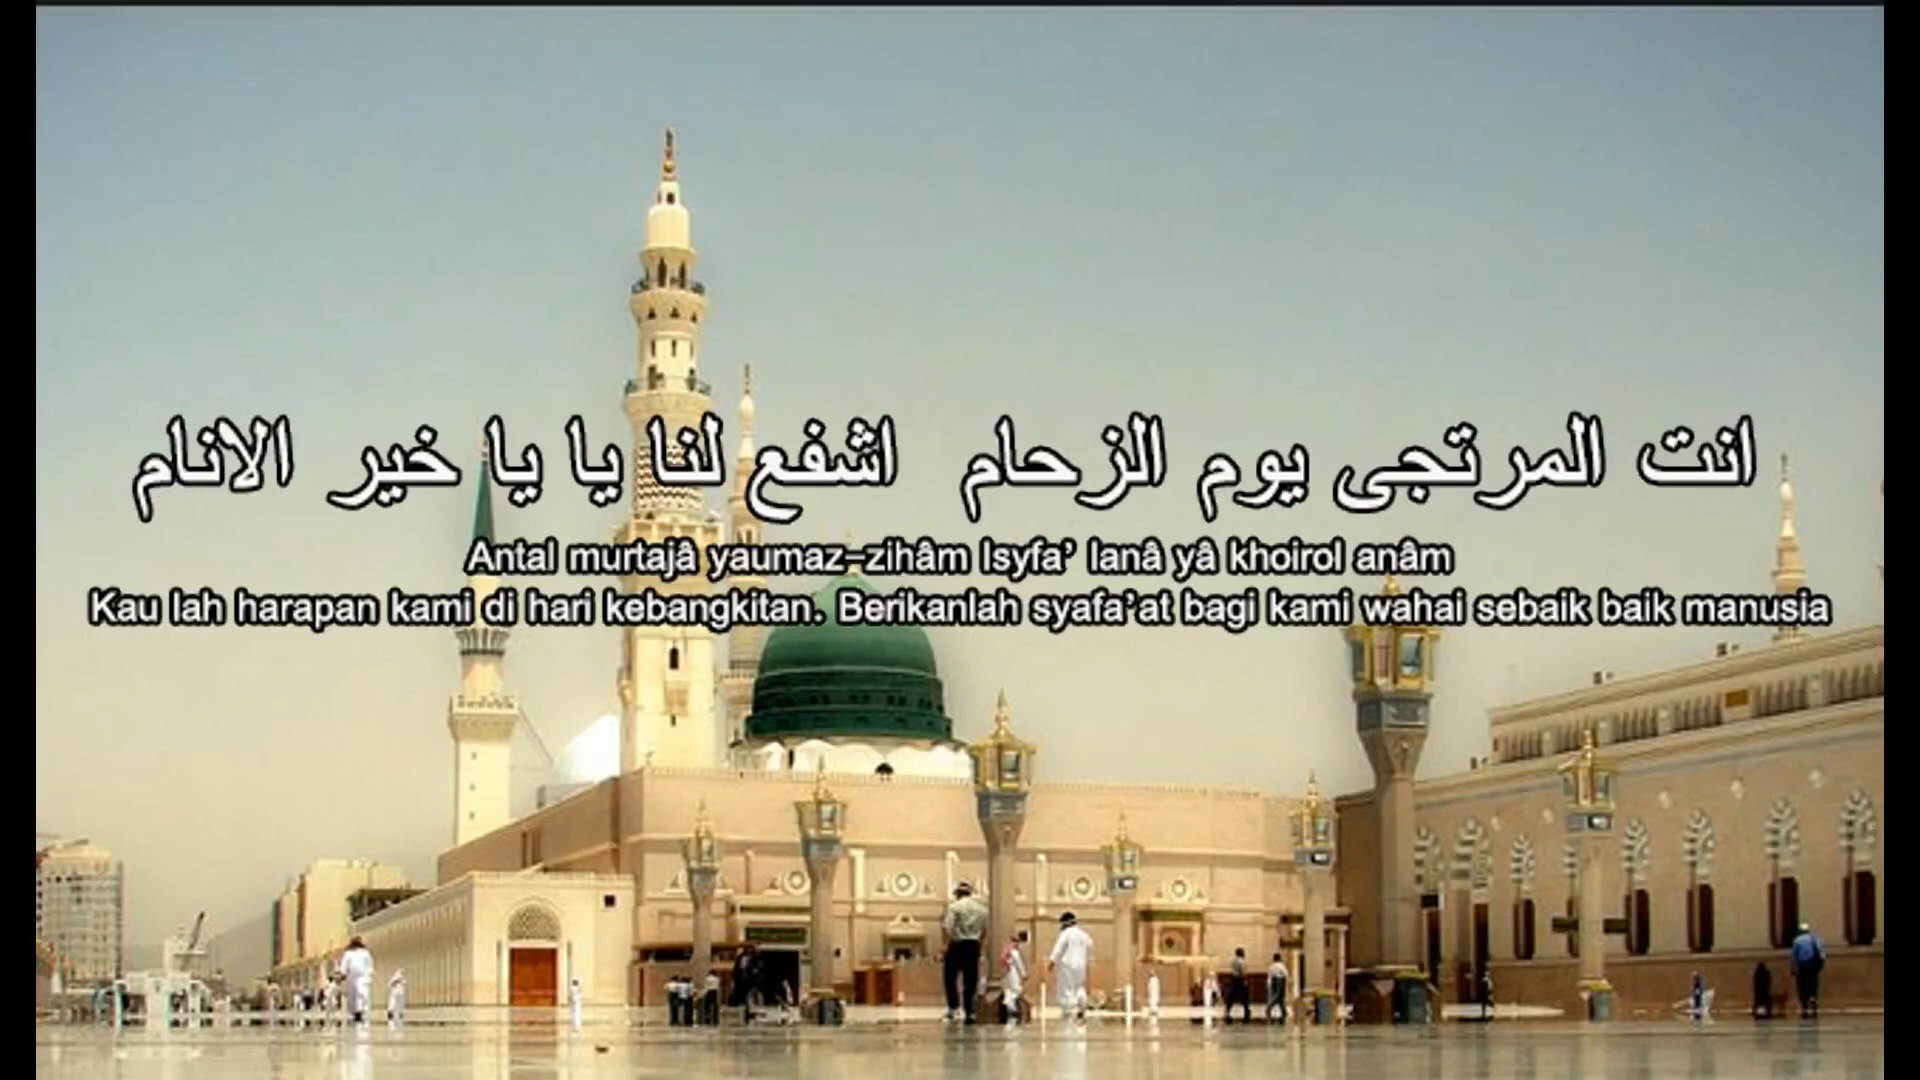 انت المرتجى يوم الزحام اشفع لنا يا يا خير الانام
Antal murtajâ yaumaz-zihâm Isyfa’ lanâ yâ khoirol anâm
Kau lah harapan kami di hari kebangkitan. Berikanlah syafa’at bagi kami wahai sebaik baik manusia